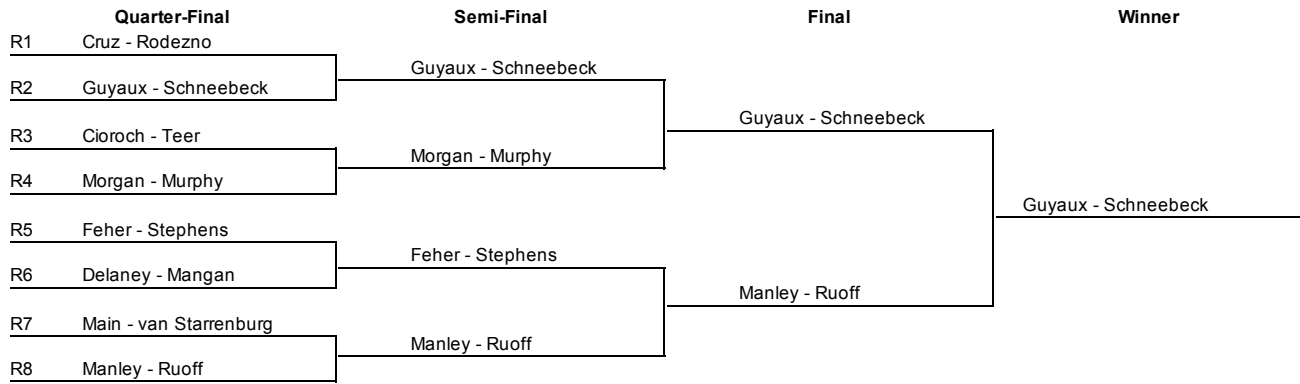 Quarter-Final Semi-Final Final Winner
R1 Cruz - Rodezno
Guyaux - Schneebeck
R2 Guyaux - Schneebeck
Guyaux - Schneebeck
R3 Cioroch - Teer
Morgan - Murphy
R4 Morgan - Murphy
Guyaux - Schneebeck
R5 Feher - Stephens
Feher - Stephens
R6 Delaney - Mangan
Manley - Ruoff
R7 Main - van Starrenburg
Manley - Ruoff
R8 Manley - Ruoff